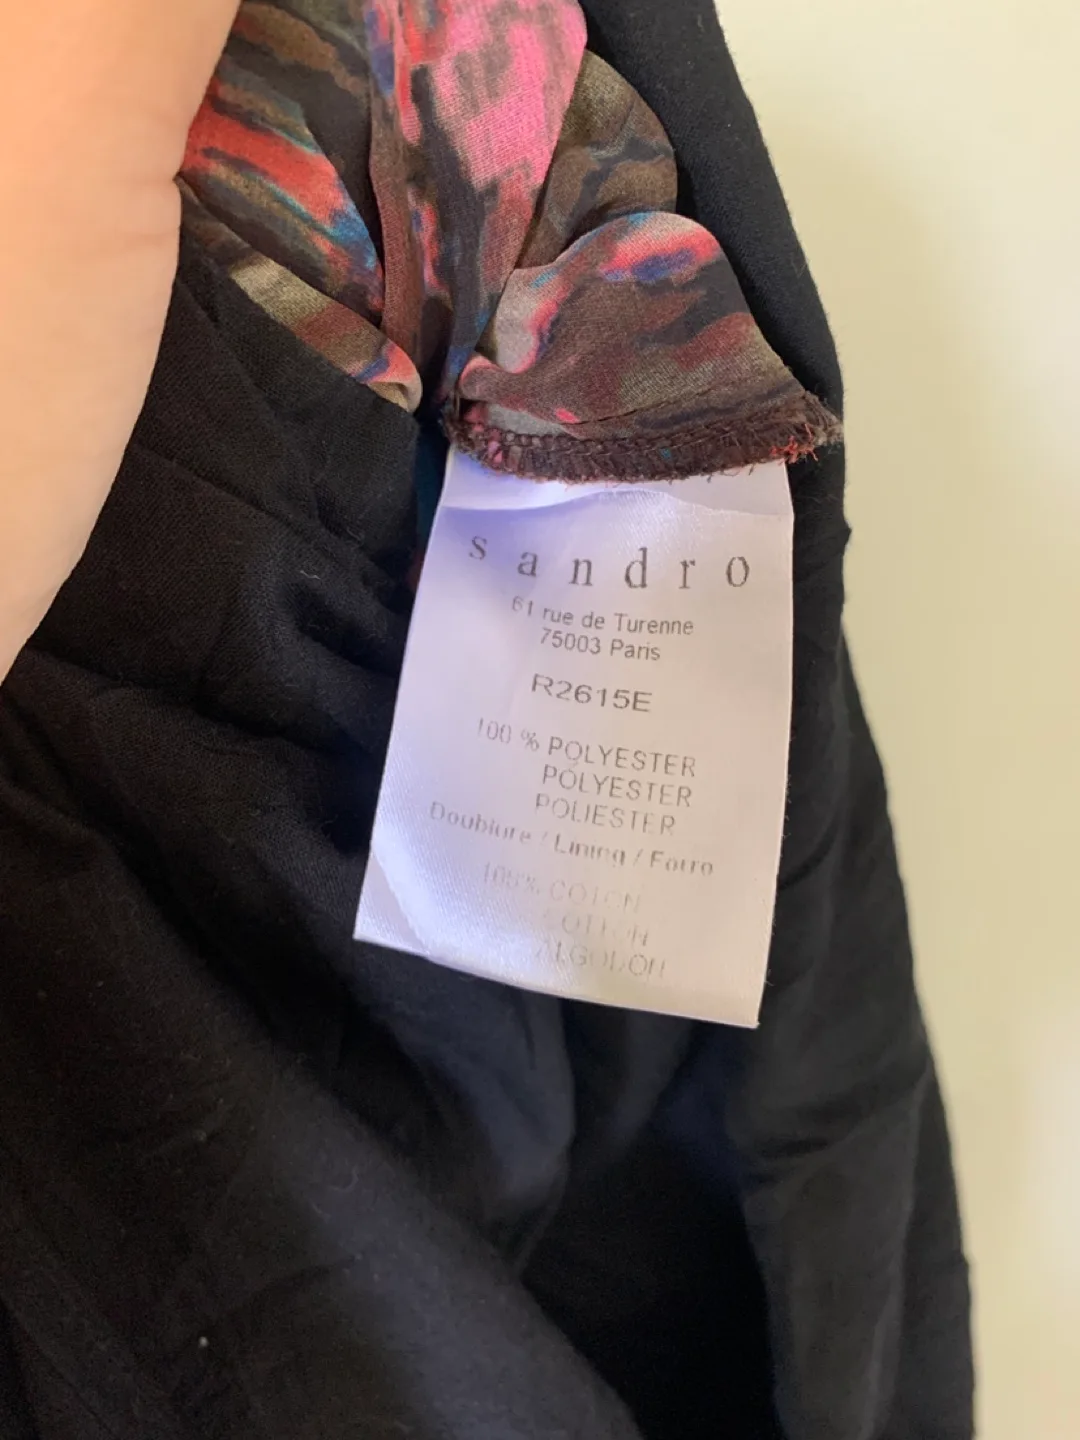 sandro
61 rue de Turenne
75003 Paris
R2615E
100 % POLYESTER
POLYESTER
POLIESTER
Doublure / Lining / Forro
100% COTON
COTTON
ALGODON